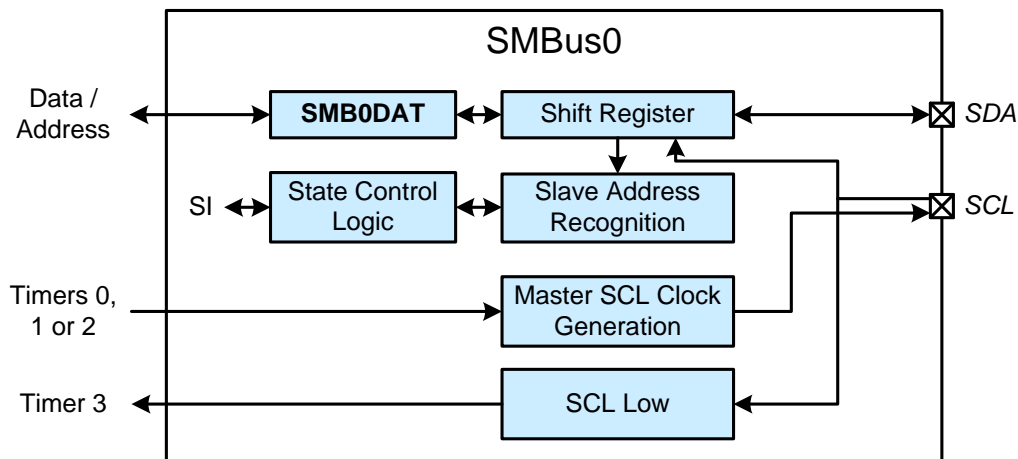 SMBus0
Data /
Address
SMB0DAT
Shift Register
SDA
SI
State Control
Logic
Slave Address
Recognition
SCL
Timers 0,
1 or 2
Master SCL Clock
Generation
Timer 3
SCL Low